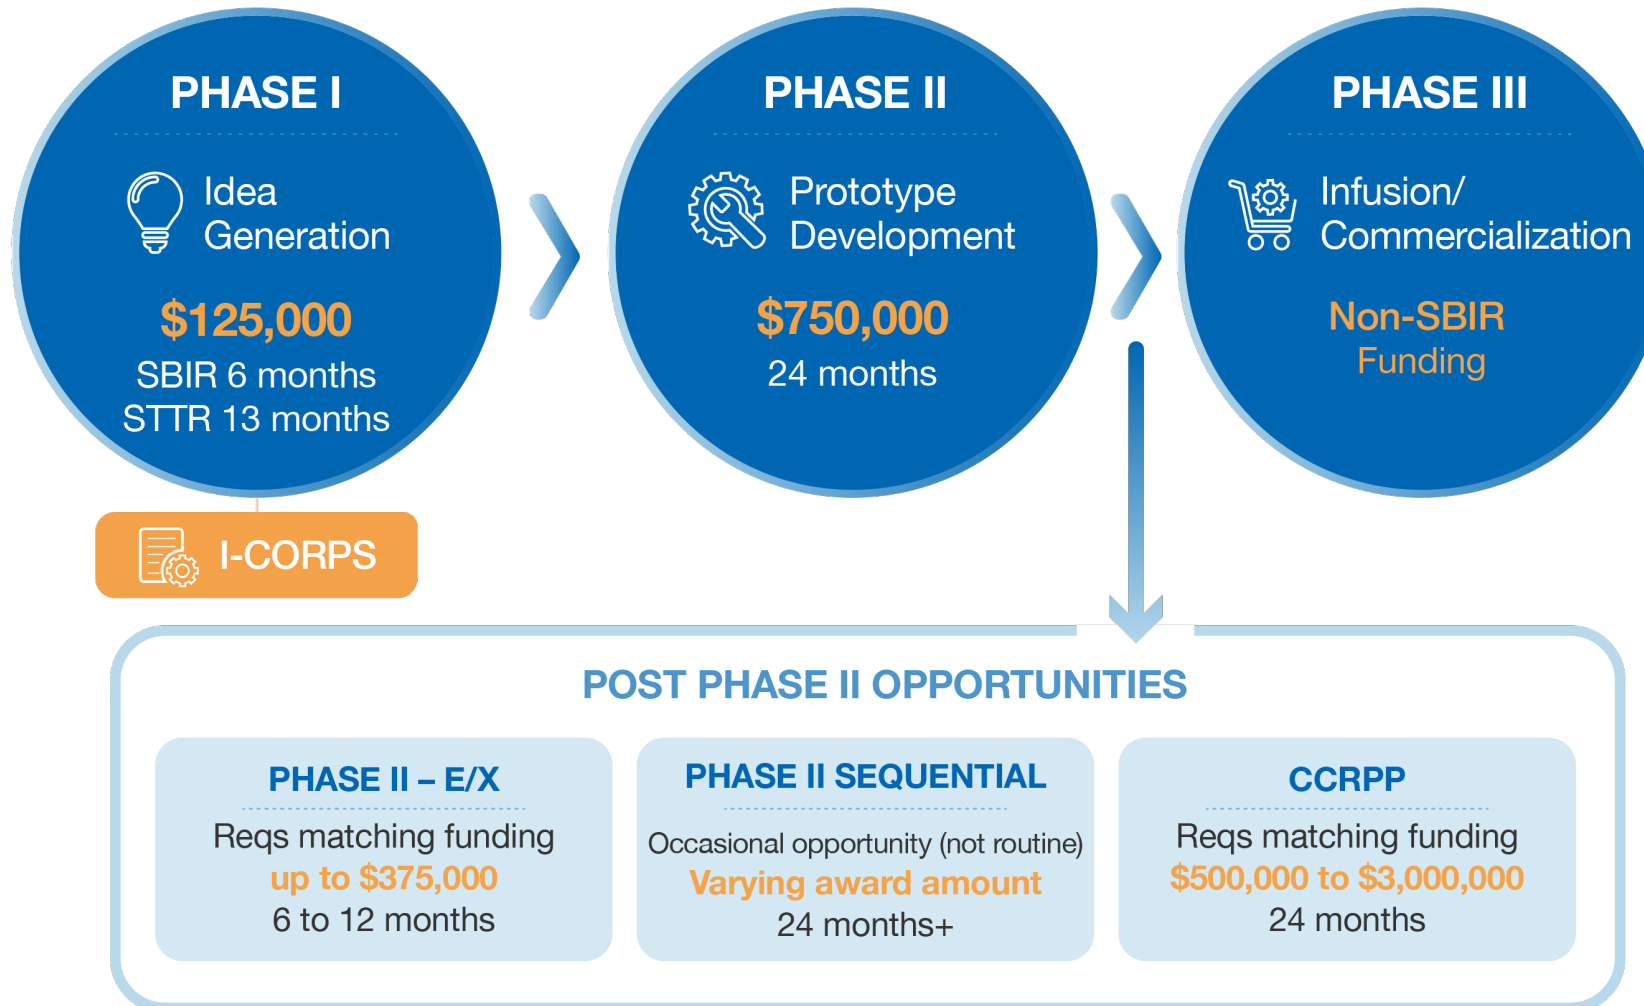 PHASE I
Idea
Generation
$125,000
SBIR 6 months
STTR 13 months
I-CORPS
PHASE II
Prototype
Development
$750,000
24 months
PHASE III
Infusion/
Commercialization
Non-SBIR
Funding
POST PHASE II OPPORTUNITIES
PHASE II – E/X
Reqs matching funding
up to $375,000
6 to 12 months
PHASE II SEQUENTIAL
Occasional opportunity (not routine)
Varying award amount
24 months+
CCRPP
Reqs matching funding
$500,000 to $3,000,000
24 months